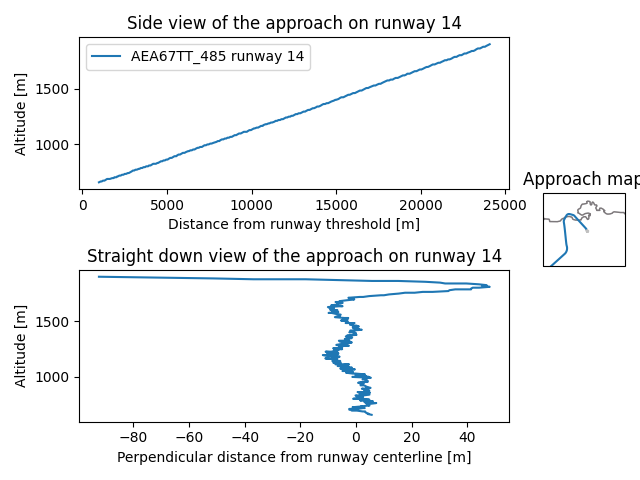 Side view of the approach on runway 14
AEA67TT_485 runway 14
Altitude [m]
1500
1000
0
5000
10000
15000
20000
25000
Distance from runway threshold [m]
Approach map
Straight down view of the approach on runway 14
Altitude [m]
1500
1000
−80
−60
−40
−20
0
20
40
Perpendicular distance from runway centerline [m]